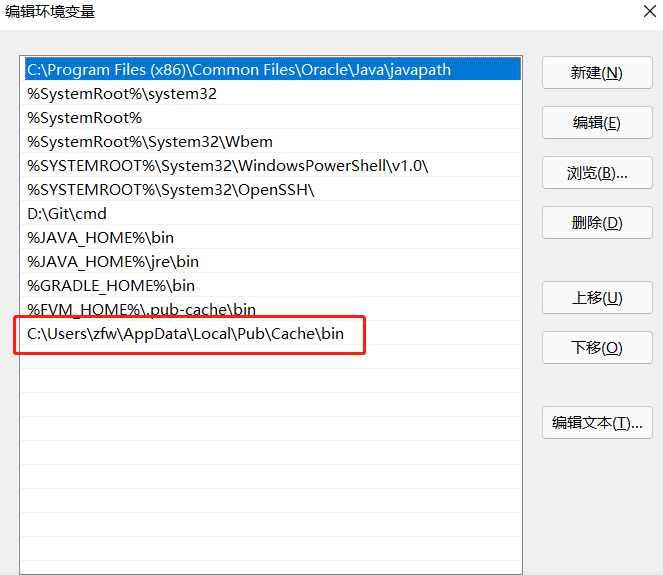 编辑环境变量
C:\Program Files (x86)\Common Files\Oracle\Java\javapath
%SystemRoot%\system32
%SystemRoot%
%SystemRoot%\System32\Wbem
%SYSTEMROOT%\System32\WindowsPowerShell\v1.0\
%SYSTEMROOT%\System32\OpenSSH\
D:\Git\cmd
%JAVA_HOME%\bin
%JAVA_HOME%\jre\bin
%GRADLE_HOME%\bin
%FVM_HOME%\.pub-cache\bin
C:\Users\zfw\AppData\Local\Pub\Cache\bin
新建(N)
编辑(E)
浏览(B)...
删除(D)
上移(U)
下移(O)
编辑文本(T)...